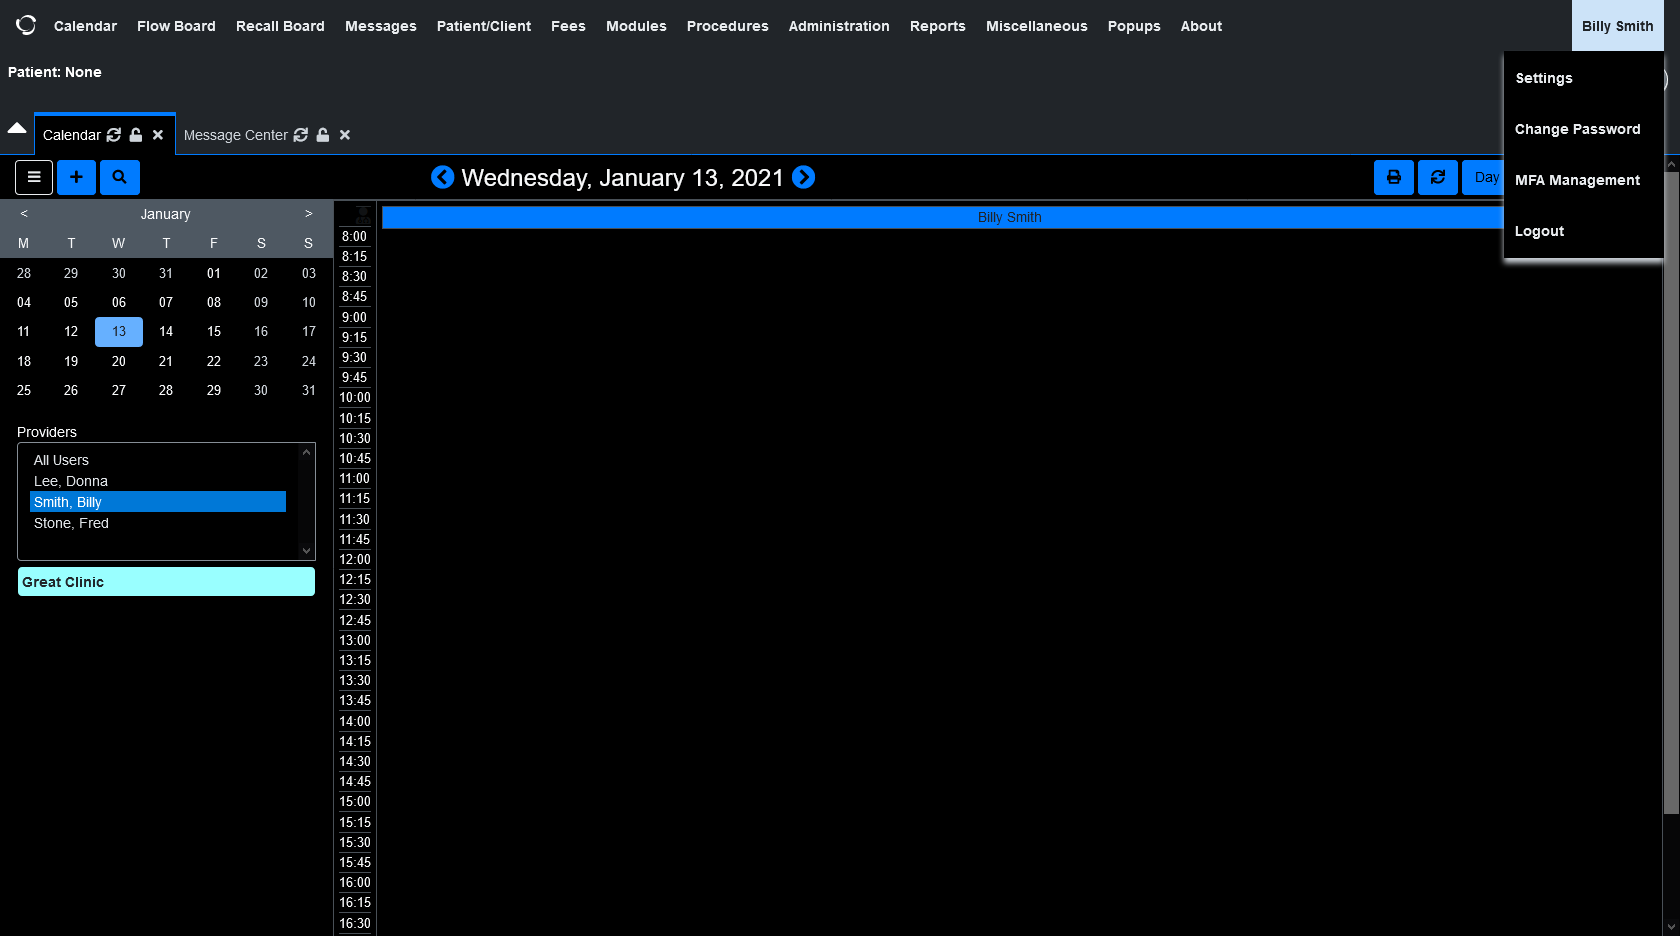 Calendar Flow Board Recall Board Messages Patient/Client Fees Modules Procedures Administration Reports Miscellaneous Popups About Billy Smith
Patient: None
Settings
Change Password
MFA Management
Logout
Calendar Message Center
Wednesday, January 13, 2021
Day
< January >
M T W T F S S
28 29 30 31 01 02 03
04 05 06 07 08 09 10
11 12 13 14 15 16 17
18 19 20 21 22 23 24
25 26 27 28 29 30 31
Providers
All Users
Lee, Donna
Smith, Billy
Stone, Fred
Great Clinic
Billy Smith
8:00
8:15
8:30
8:45
9:00
9:15
9:30
9:45
10:00
10:15
10:30
10:45
11:00
11:15
11:30
11:45
12:00
12:15
12:30
12:45
13:00
13:15
13:30
13:45
14:00
14:15
14:30
14:45
15:00
15:15
15:30
15:45
16:00
16:15
16:30